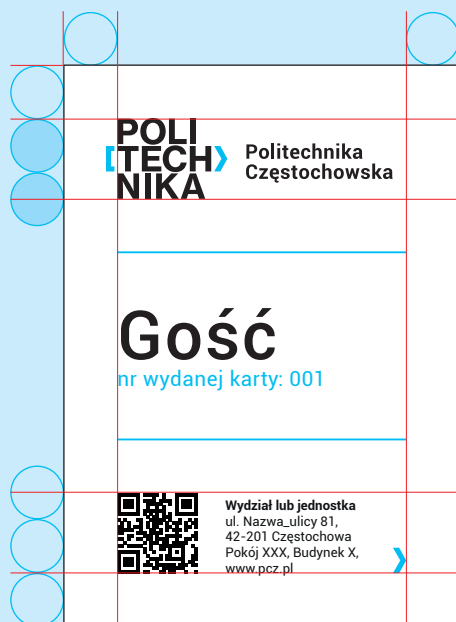 POLI
TECH
NIKA
Politechnika
Częstochowska
Gość
nr wydanej karty: 001
Wydział lub jednostka
ul. Nazwa_ulicy 81,
42-201 Częstochowa
Pokój XXX, Budynek X,
www.pcz.pl